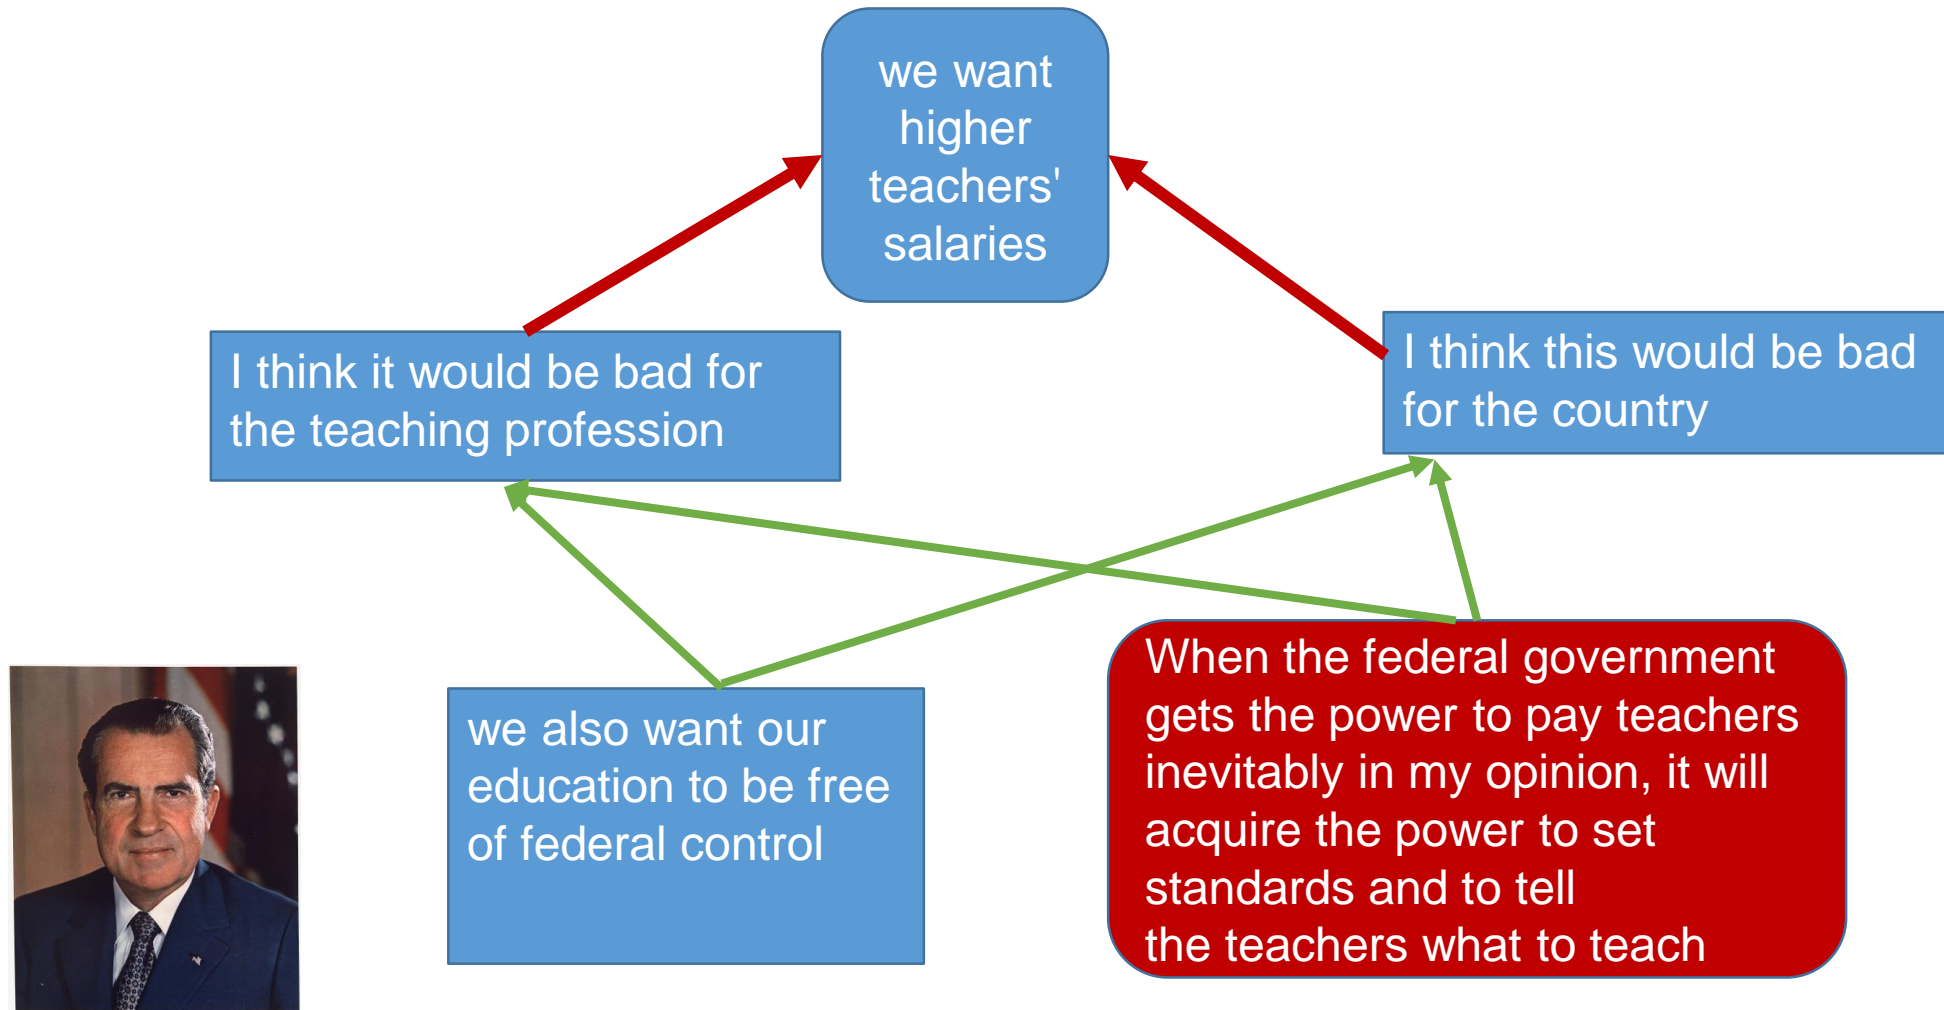 we want
higher
teachers'
salaries
I think it would be bad for
the teaching profession
I think this would be bad
for the country
we also want our
education to be free
of federal control
When the federal government
gets the power to pay teachers
inevitably in my opinion, it will
acquire the power to set
standards and to tell
the teachers what to teach